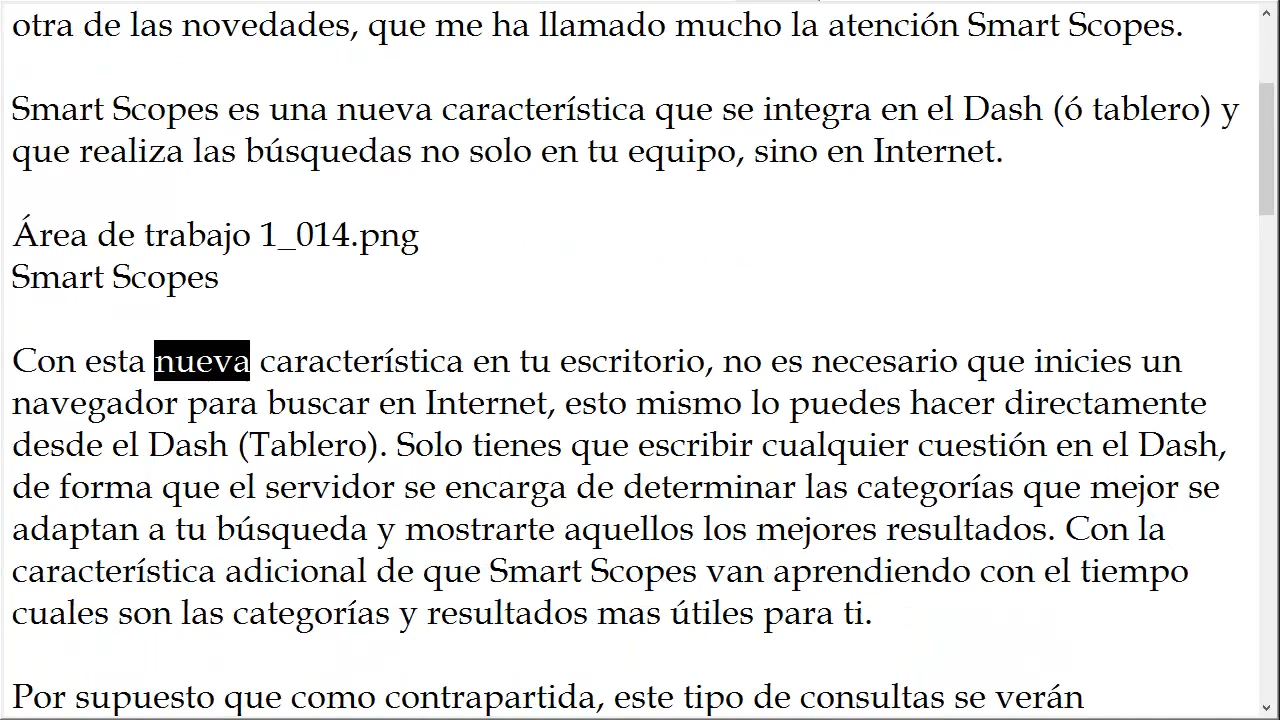 otra de las novedades, que me ha llamado mucho la atención Smart Scopes.
Smart Scopes es una nueva característica que se integra en el Dash (ó tablero) y
que realiza las búsquedas no solo en tu equipo, sino en Internet.
Área de trabajo 1_014.png
Smart Scopes
Con esta nueva característica en tu escritorio, no es necesario que inicies un
navegador para buscar en Internet, esto mismo lo puedes hacer directamente
desde el Dash (Tablero). Solo tienes que escribir cualquier cuestión en el Dash,
de forma que el servidor se encarga de determinar las categorías que mejor se
adaptan a tu búsqueda y mostrarte aquellos los mejores resultados. Con la
característica adicional de que Smart Scopes van aprendiendo con el tiempo
cuales son las categorías y resultados mas útiles para ti.
Por supuesto que como contrapartida, este tipo de consultas se verán